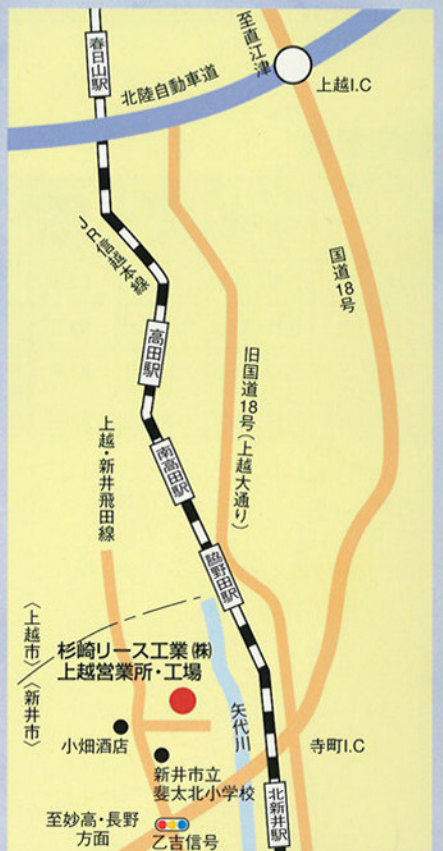 至直江津
春日山駅
北陸自動車道
上越I.C
JR信越本線
国道18号
高田駅
旧国道18号(上越大通り)
上越・新井飛田線
南高田駅
脇野田駅
〈上越市〉
〈新井市〉
杉崎リース工業㈱
上越営業所・工場
小畑酒店
矢代川
寺町I.C
新井市立
斐太北小学校
北新井駅
至妙高・長野
方面
乙吉信号